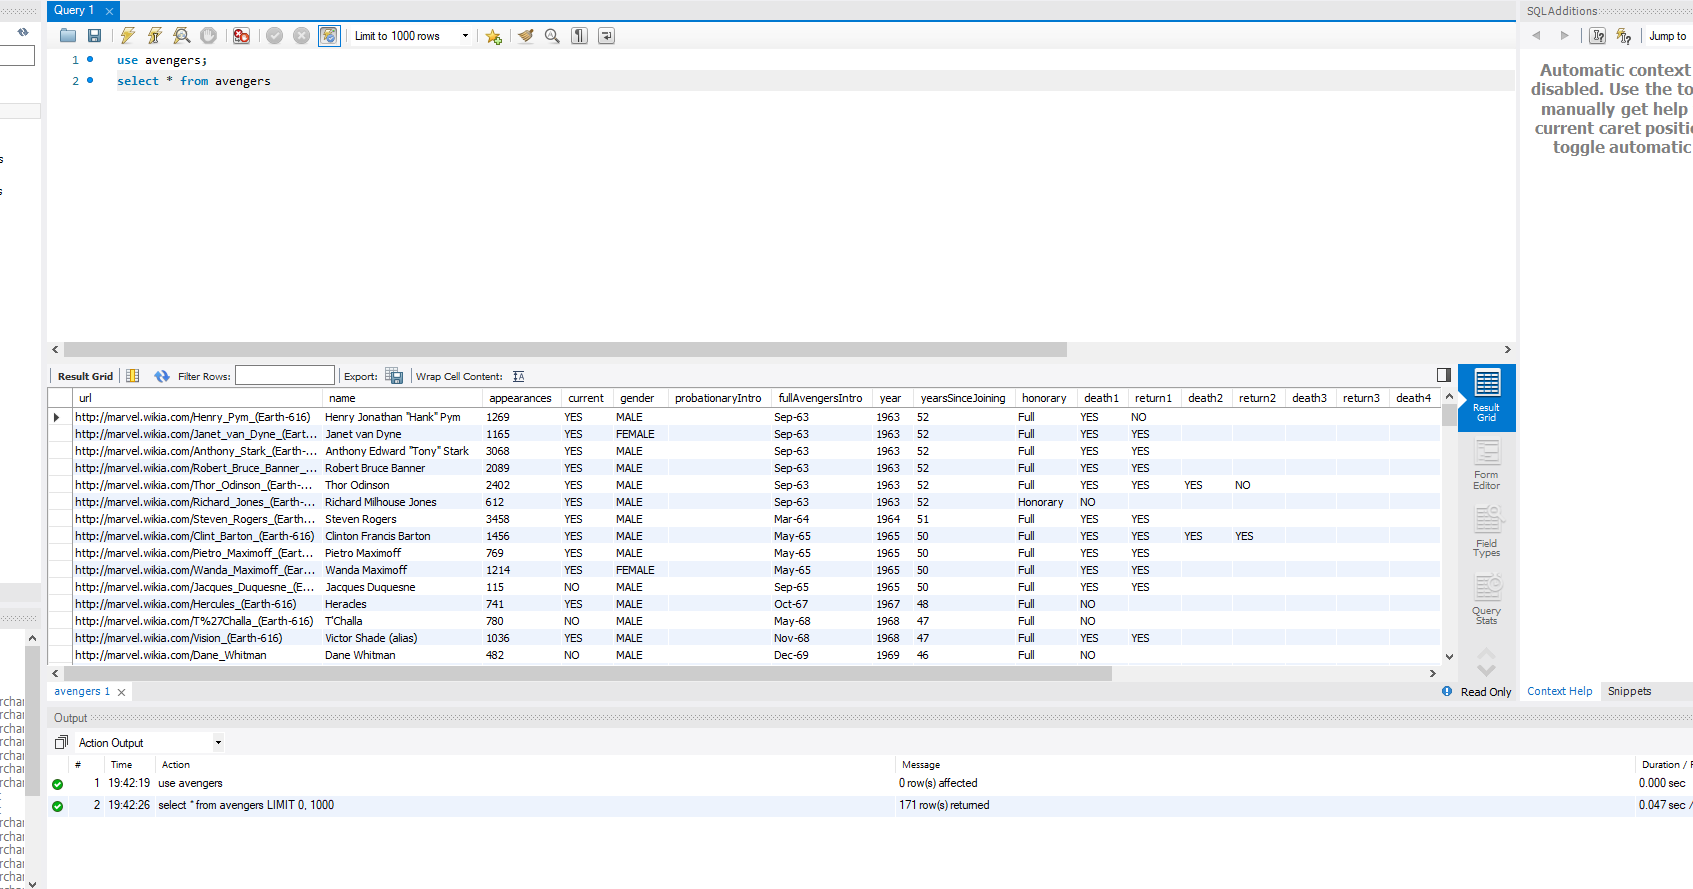 Query 1
SQLAdditions
Limit to 1000 rows
Jump to
1 use avengers;
2 select * from avengers
Automatic context
disabled. Use the to
manually get help
current caret positi
toggle automatic
Result Grid Filter Rows: Export: Wrap Cell Content:
url name appearances current gender probationaryIntro fullAvengersIntro year yearsSinceJoining honorary death1 return1 death2 return2 death3 return3 death4
http://marvel.wikia.com/Henry_Pym_(Earth-616) Henry Jonathan "Hank" Pym 1269 YES MALE Sep-63 1963 52 Full YES NO
http://marvel.wikia.com/Janet_van_Dyne_(Eart... Janet van Dyne 1165 YES FEMALE Sep-63 1963 52 Full YES YES
http://marvel.wikia.com/Anthony_Stark_(Earth-... Anthony Edward "Tony" Stark 3068 YES MALE Sep-63 1963 52 Full YES YES
http://marvel.wikia.com/Robert_Bruce_Banner_... Robert Bruce Banner 2089 YES MALE Sep-63 1963 52 Full YES YES
http://marvel.wikia.com/Thor_Odinson_(Earth-... Thor Odinson 2402 YES MALE Sep-63 1963 52 Full YES YES YES NO
http://marvel.wikia.com/Richard_Jones_(Earth-... Richard Milhouse Jones 612 YES MALE Sep-63 1963 52 Honorary NO
http://marvel.wikia.com/Steven_Rogers_(Earth-... Steven Rogers 3458 YES MALE Mar-64 1964 51 Full YES YES
http://marvel.wikia.com/Clint_Barton_(Earth-616) Clinton Francis Barton 1456 YES MALE May-65 1965 50 Full YES YES YES YES
http://marvel.wikia.com/Pietro_Maximoff_(Eart... Pietro Maximoff 769 YES MALE May-65 1965 50 Full YES YES
http://marvel.wikia.com/Wanda_Maximoff_(Ear... Wanda Maximoff 1214 YES FEMALE May-65 1965 50 Full YES YES
http://marvel.wikia.com/Jacques_Duquesne_(E... Jacques Duquesne 115 NO MALE Sep-65 1965 50 Full YES YES
http://marvel.wikia.com/Hercules_(Earth-616) Heracles 741 YES MALE Oct-67 1967 48 Full NO
http://marvel.wikia.com/T%27Challa_(Earth-616) T'Challa 780 NO MALE May-68 1968 47 Full NO
http://marvel.wikia.com/Vision_(Earth-616) Victor Shade (alias) 1036 YES MALE Nov-68 1968 47 Full YES YES
http://marvel.wikia.com/Dane_Whitman Dane Whitman 482 NO MALE Dec-69 1969 46 Full NO
Result
Grid
Form
Editor
Field
Types
Query
Stats
avengers 1
Read Only
Context Help Snippets
Output
Action Output
# Time Action Message Duration / F
1 19:42:19 use avengers 0 row(s) affected 0.000 sec
2 19:42:26 select * from avengers LIMIT 0, 1000 171 row(s) returned 0.047 sec /